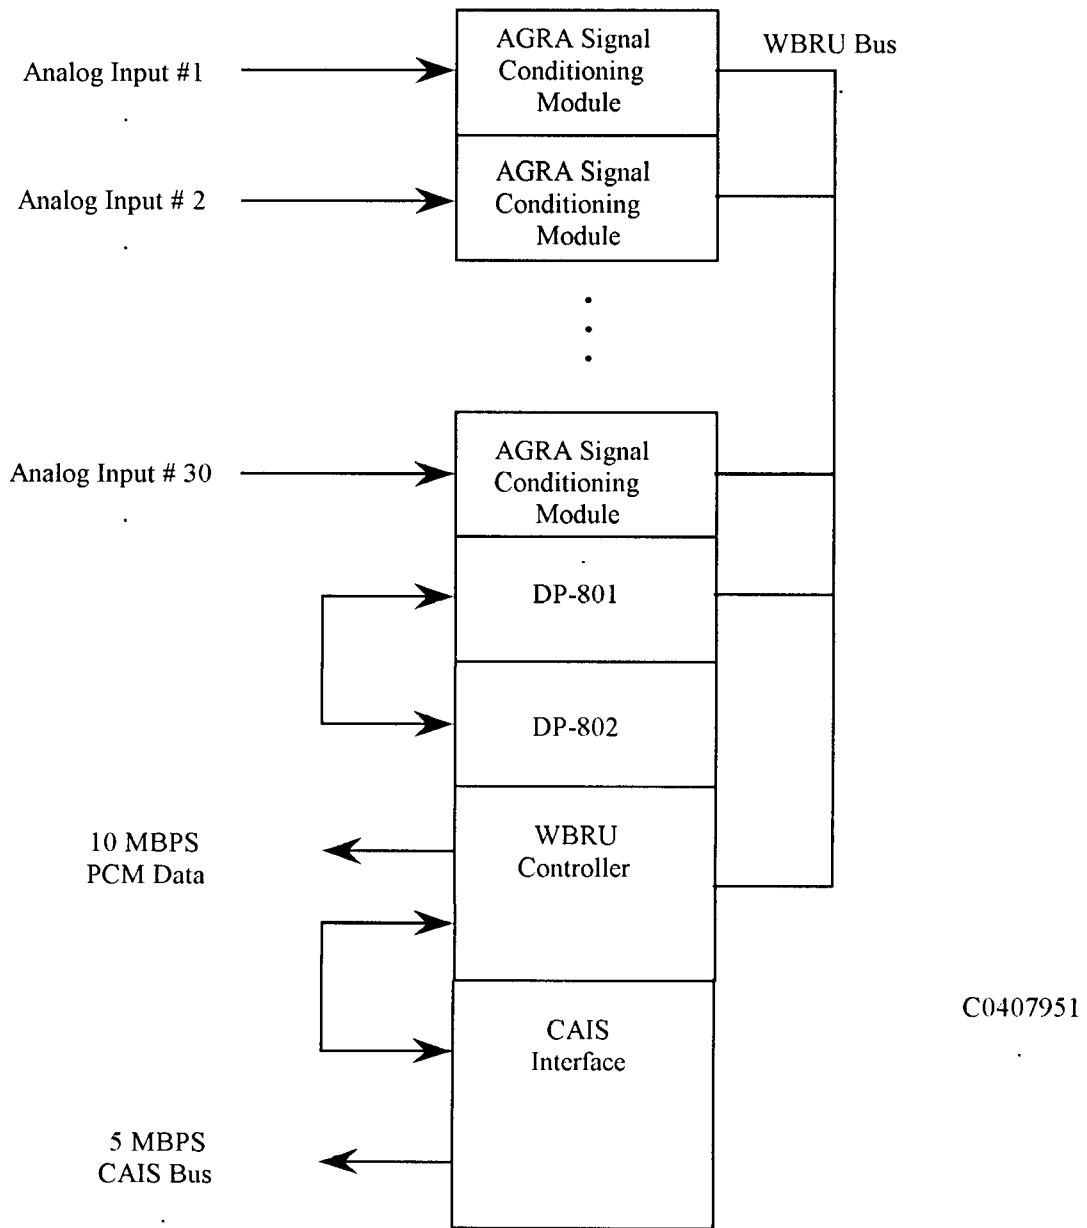 WBRU Bus
Analog Input #1
AGRA Signal
Conditioning
Module
Analog Input # 2
AGRA Signal
Conditioning
Module
Analog Input # 30
AGRA Signal
Conditioning
Module
DP-801
DP-802
10 MBPS
PCM Data
WBRU
Controller
CAIS
Interface
C0407951
5 MBPS
CAIS Bus